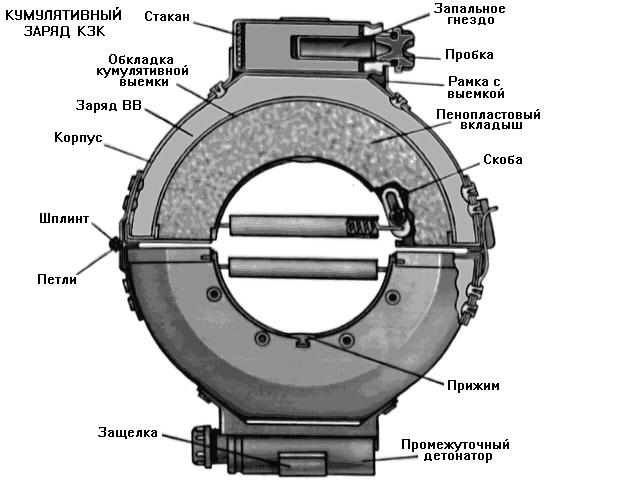 КУМУЛЯТИВНЫЙ
ЗАРЯД КЗК
Стакан
Запальное
гнездо
Пробка
Обкладка
кумулятивной
выемки
Рамка с
выемкой
Заряд ВВ
Пенопластовый
вкладыш
Корпус
Скоба
Шплинт
Петли
Прижим
Защелка
Промежуточный
детонатор